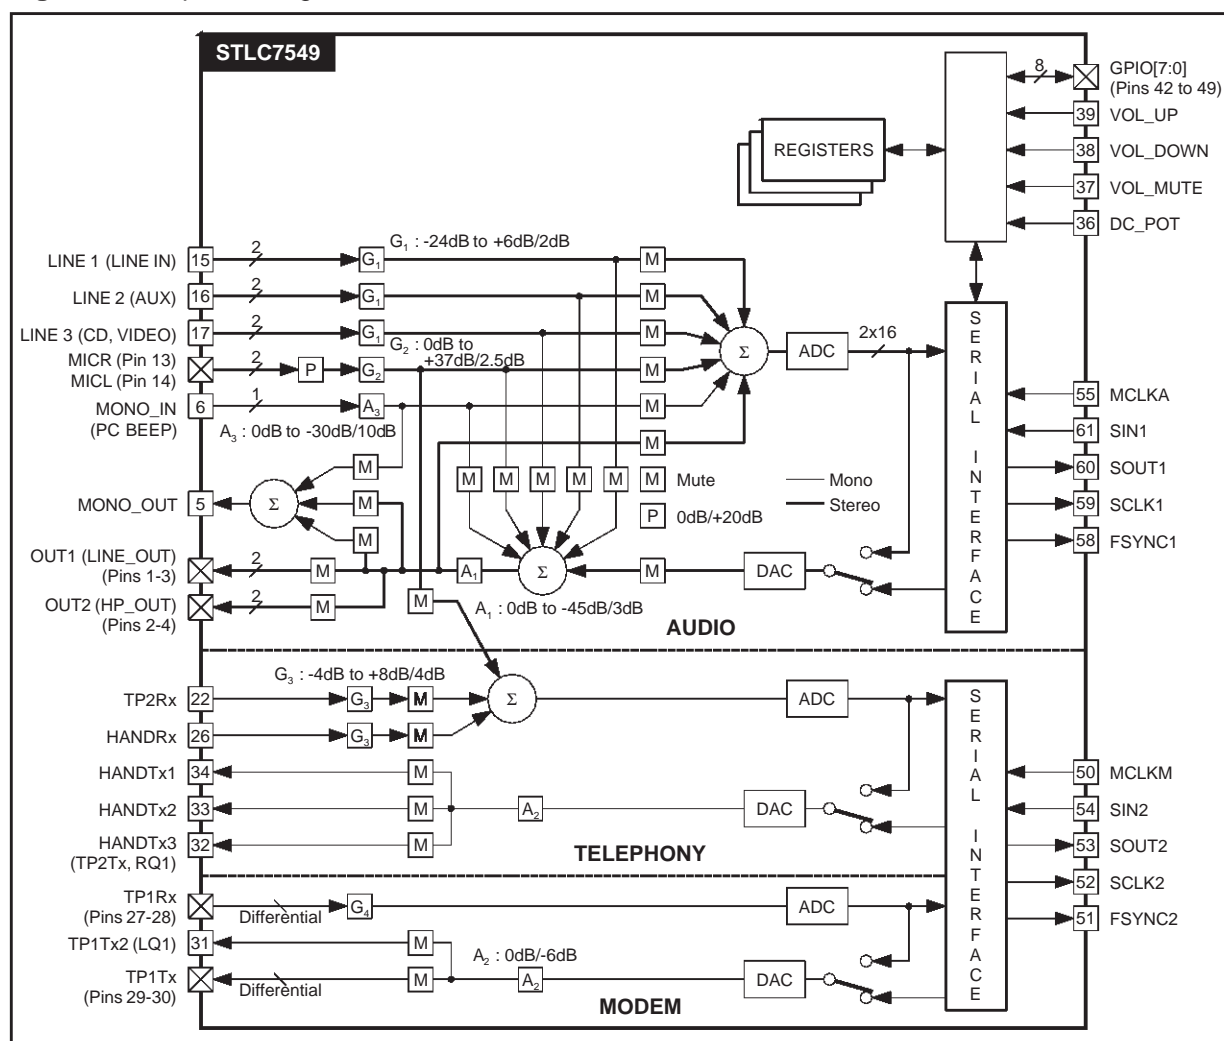 STLC7549
8
GPIO[7:0]
(Pins 42 to 49)
39 VOL_UP
REGISTERS
38 VOL_DOWN
37 VOL_MUTE
36 DC_POT
G1 : -24dB to +6dB/2dB
LINE 1 (LINE IN) 15 2 G1 M
LINE 2 (AUX) 16 2 G1 M
LINE 3 (CD, VIDEO) 17 2 G1 M
G2 : 0dB to
+37dB/2.5dB
MICR (Pin 13)
MICL (Pin 14)
2 P G2 M
Σ ADC 2x16
SERIAL INTERFACE
MONO_IN
(PC BEEP)
6 1 A3 M
A3 : 0dB to -30dB/10dB
M
55 MCLKA
61 SIN1
60 SOUT1
59 SCLK1
58 FSYNC1
M
M M M M M
M Mute
P 0dB/+20dB
Mono
Stereo
MONO_OUT 5 Σ M
M
OUT1 (LINE_OUT)
(Pins 1-3)
2 M A1 Σ M DAC
OUT2 (HP_OUT)
(Pins 2-4)
2 M M
A1 : 0dB to -45dB/3dB
AUDIO
G3 : -4dB to +8dB/4dB
TP2Rx 22 G3 M Σ ADC
HANDRx 26 G3 M
SERIAL INTERFACE
HANDTx1 34 M
HANDTx2 33 M A2 DAC
HANDTx3
(TP2Tx, RQ1)
32 M
TELEPHONY
50 MCLKM
54 SIN2
53 SOUT2
52 SCLK2
51 FSYNC2
TP1Rx
(Pins 27-28)
Differential G4 ADC
TP1Tx2 (LQ1) 31 M
A2 : 0dB/-6dB
TP1Tx
(Pins 29-30)
Differential M A2 DAC
MODEM